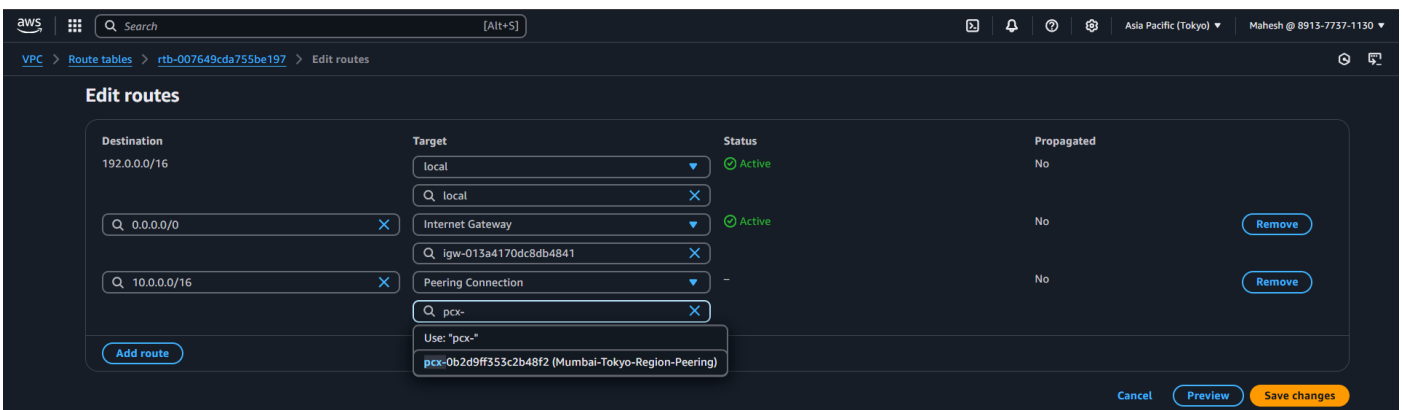 aws Search [Alt+S] Asia Pacific (Tokyo) ▼ Mahesh @ 8913-7737-1130 ▼
VPC > Route tables > rtb-007649cda755be197 > Edit routes
Edit routes
Destination Target Status Propagated
192.0.0.0/16 local Active No
local
0.0.0.0/0 Internet Gateway Active No Remove
igw-013a4170dc8db4841
10.0.0.0/16 Peering Connection – No Remove
pcx-
Use: "pcx-"
Add route pcx-0b2d9ff353c2b48f2 (Mumbai-Tokyo-Region-Peering)
Cancel Preview Save changes